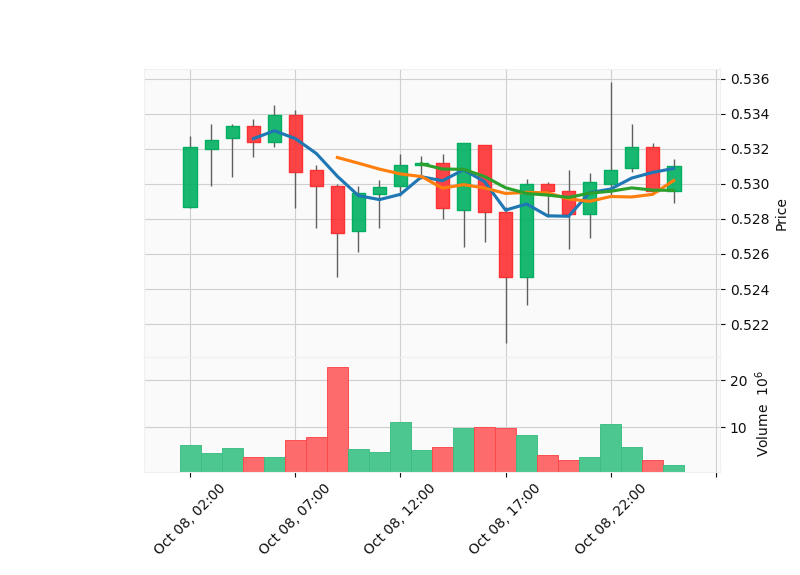 0.536
0.534
0.532
0.530
0.528
0.526
0.524
0.522
Price
20
10
Volume 10⁶
Oct 08, 02:00
Oct 08, 07:00
Oct 08, 12:00
Oct 08, 17:00
Oct 08, 22:00